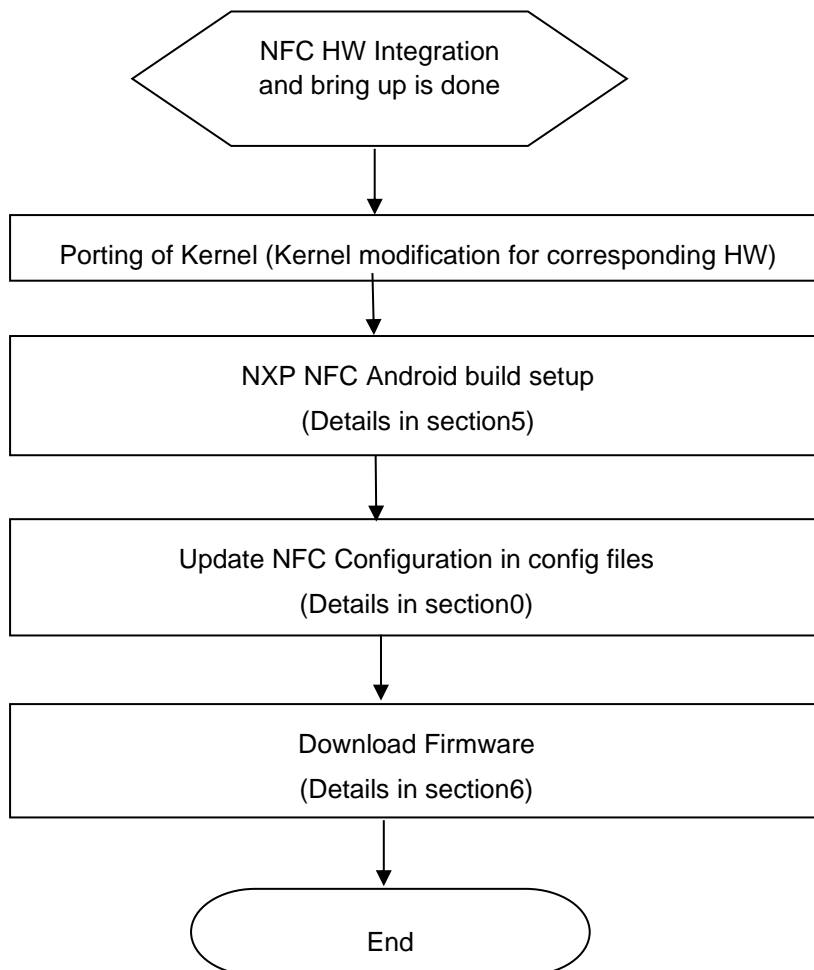 NFC HW Integration
and bring up is done
Porting of Kernel (Kernel modification for corresponding HW)
NXP NFC Android build setup
(Details in section5)
Update NFC Configuration in config files
(Details in section0)
Download Firmware
(Details in section6)
End